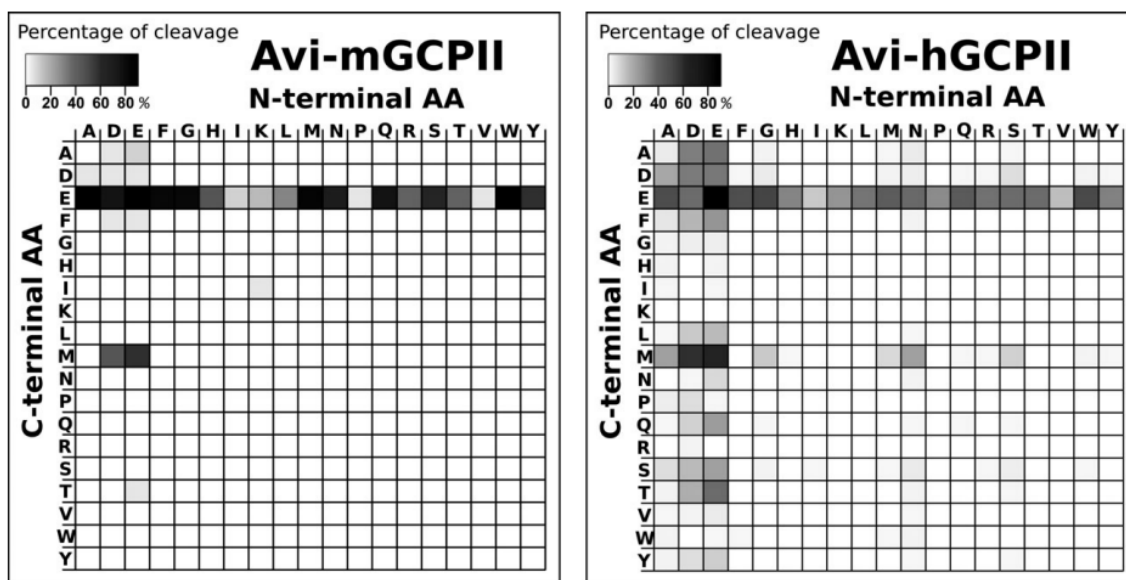 Percentage of cleavage
0 20 40 60 80 %
Avi-mGCPII
N-terminal AA
A D E F G H I K L M N P Q R S T V W Y
C-terminal AA
A
D
E
F
G
H
I
K
L
M
N
P
Q
R
S
T
V
W
Y
Percentage of cleavage
0 20 40 60 80 %
Avi-hGCPII
N-terminal AA
A D E F G H I K L M N P Q R S T V W Y
C-terminal AA
A
D
E
F
G
H
I
K
L
M
N
P
Q
R
S
T
V
W
Y